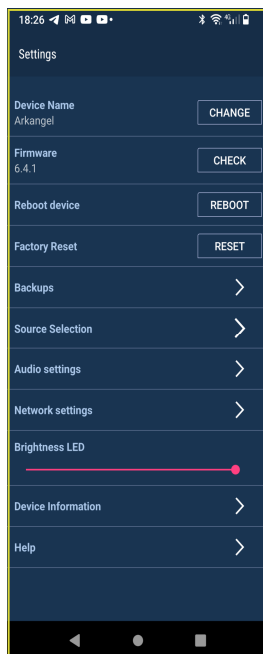 18:26
4G
Settings
Device Name
Arkangel
CHANGE
Firmware
6.4.1
CHECK
Reboot device
REBOOT
Factory Reset
RESET
Backups
Source Selection
Audio settings
Network settings
Brightness LED
Device Information
Help